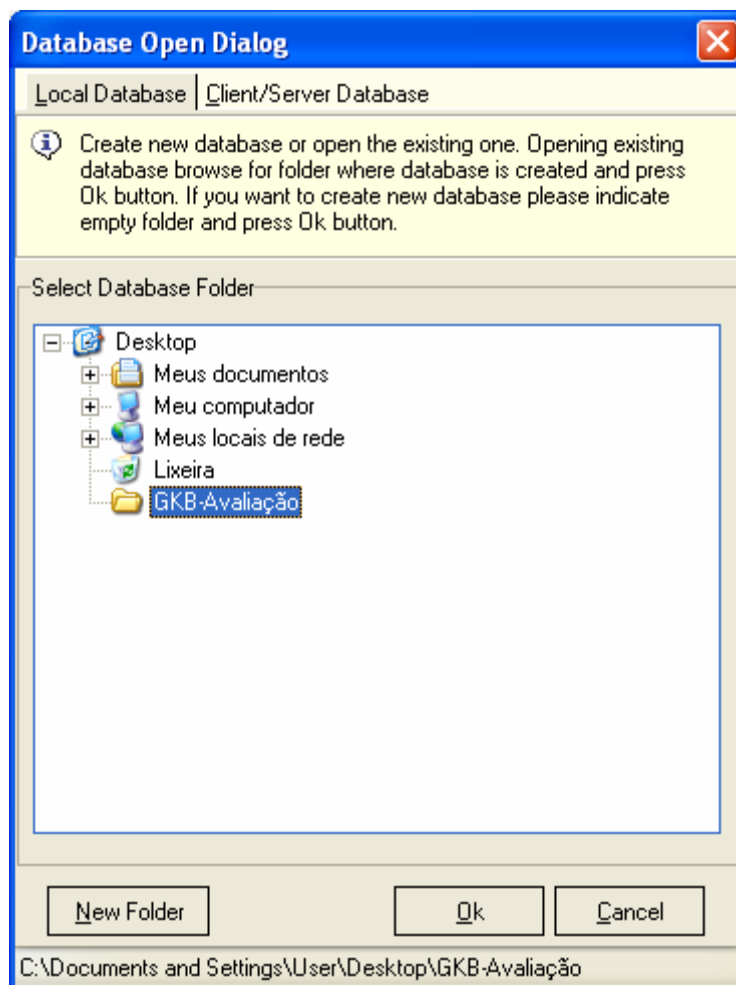 Database Open Dialog
Local Database Client/Server Database
Create new database or open the existing one. Opening existing
database browse for folder where database is created and press
Ok button. If you want to create new database please indicate
empty folder and press Ok button.
Select Database Folder
Desktop
Meus documentos
Meu computador
Meus locais de rede
Lixeira
GKB-Avaliação
New Folder Ok Cancel
C:\Documents and Settings\User\Desktop\GKB-Avaliação